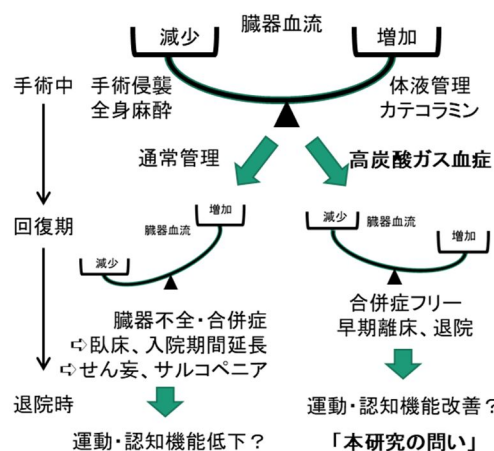 臓器血流
減少
増加
手術中
手術侵襲
全身麻酔
体液管理
カテコラミン
通常管理
高炭酸ガス血症
回復期
減少
臓器血流
増加
減少
臓器血流
増加
臓器不全・合併症
⇨臥床、入院期間延長
⇨せん妄、サルコペニア
合併症フリー
早期離床、退院
退院時
運動・認知機能低下？
運動・認知機能改善？
「本研究の問い」